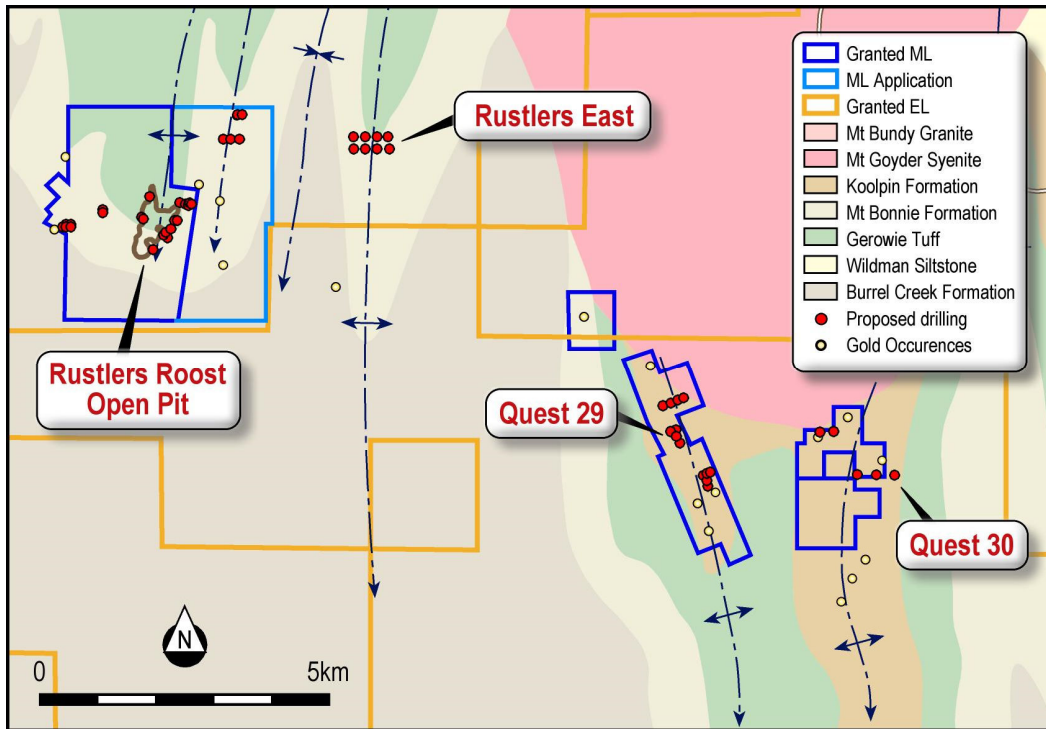 Rustlers East
Rustlers Roost
Open Pit
Quest 29
Quest 30
Granted ML
ML Application
Granted EL
Mt Bundy Granite
Mt Goyder Syenite
Koolpin Formation
Mt Bonnie Formation
Gerowie Tuff
Wildman Siltstone
Burrel Creek Formation
Proposed drilling
Gold Occurences
N
0
5km